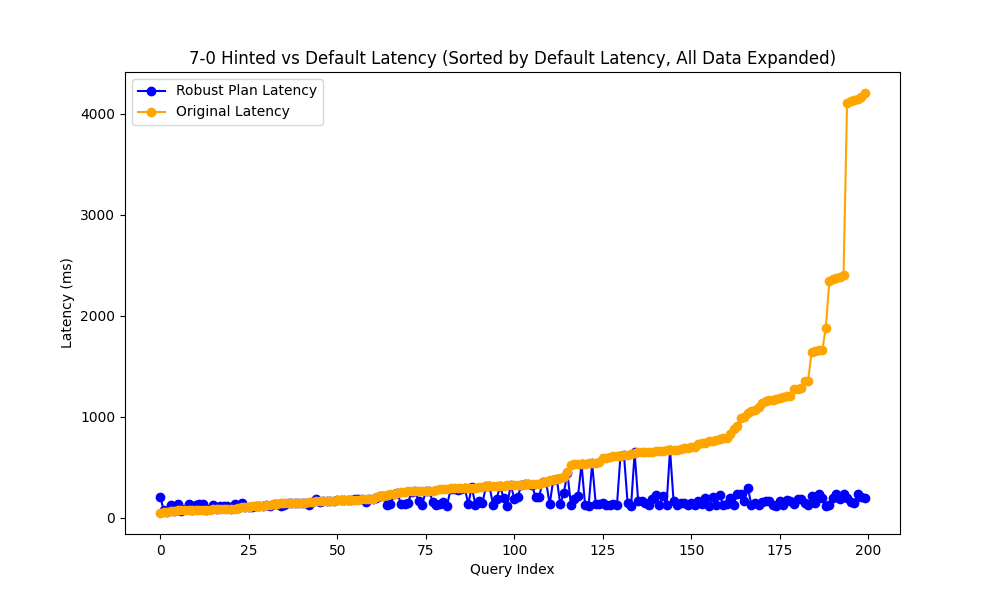 7-0 Hinted vs Default Latency (Sorted by Default Latency, All Data Expanded)
Robust Plan Latency
Original Latency
4000
3000
2000
1000
0
Latency (ms)
0 25 50 75 100 125 150 175 200
Query Index